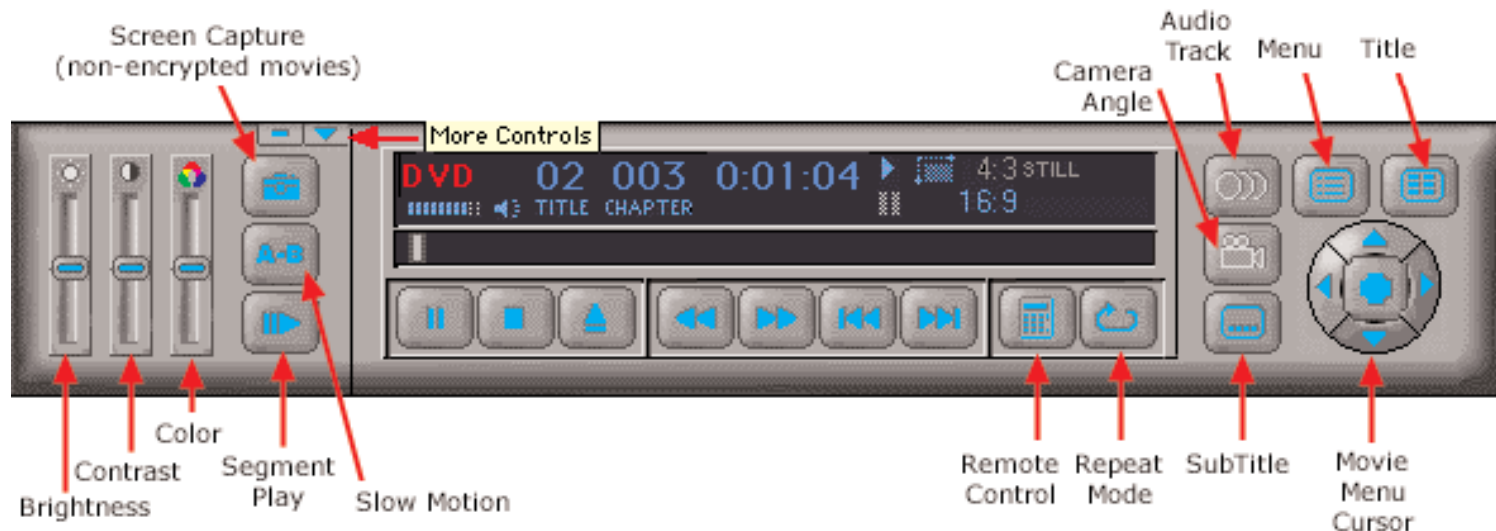 Screen Capture
(non-encrypted movies)
Audio
Track
Menu
Title
Camera
Angle
More Controls
DVD 02 003 0:01:04 4:3 STILL
TITLE CHAPTER 16:9
A-B
Brightness
Contrast
Color
Segment
Play
Slow Motion
Remote
Control
Repeat
Mode
SubTitle
Movie
Menu
Cursor